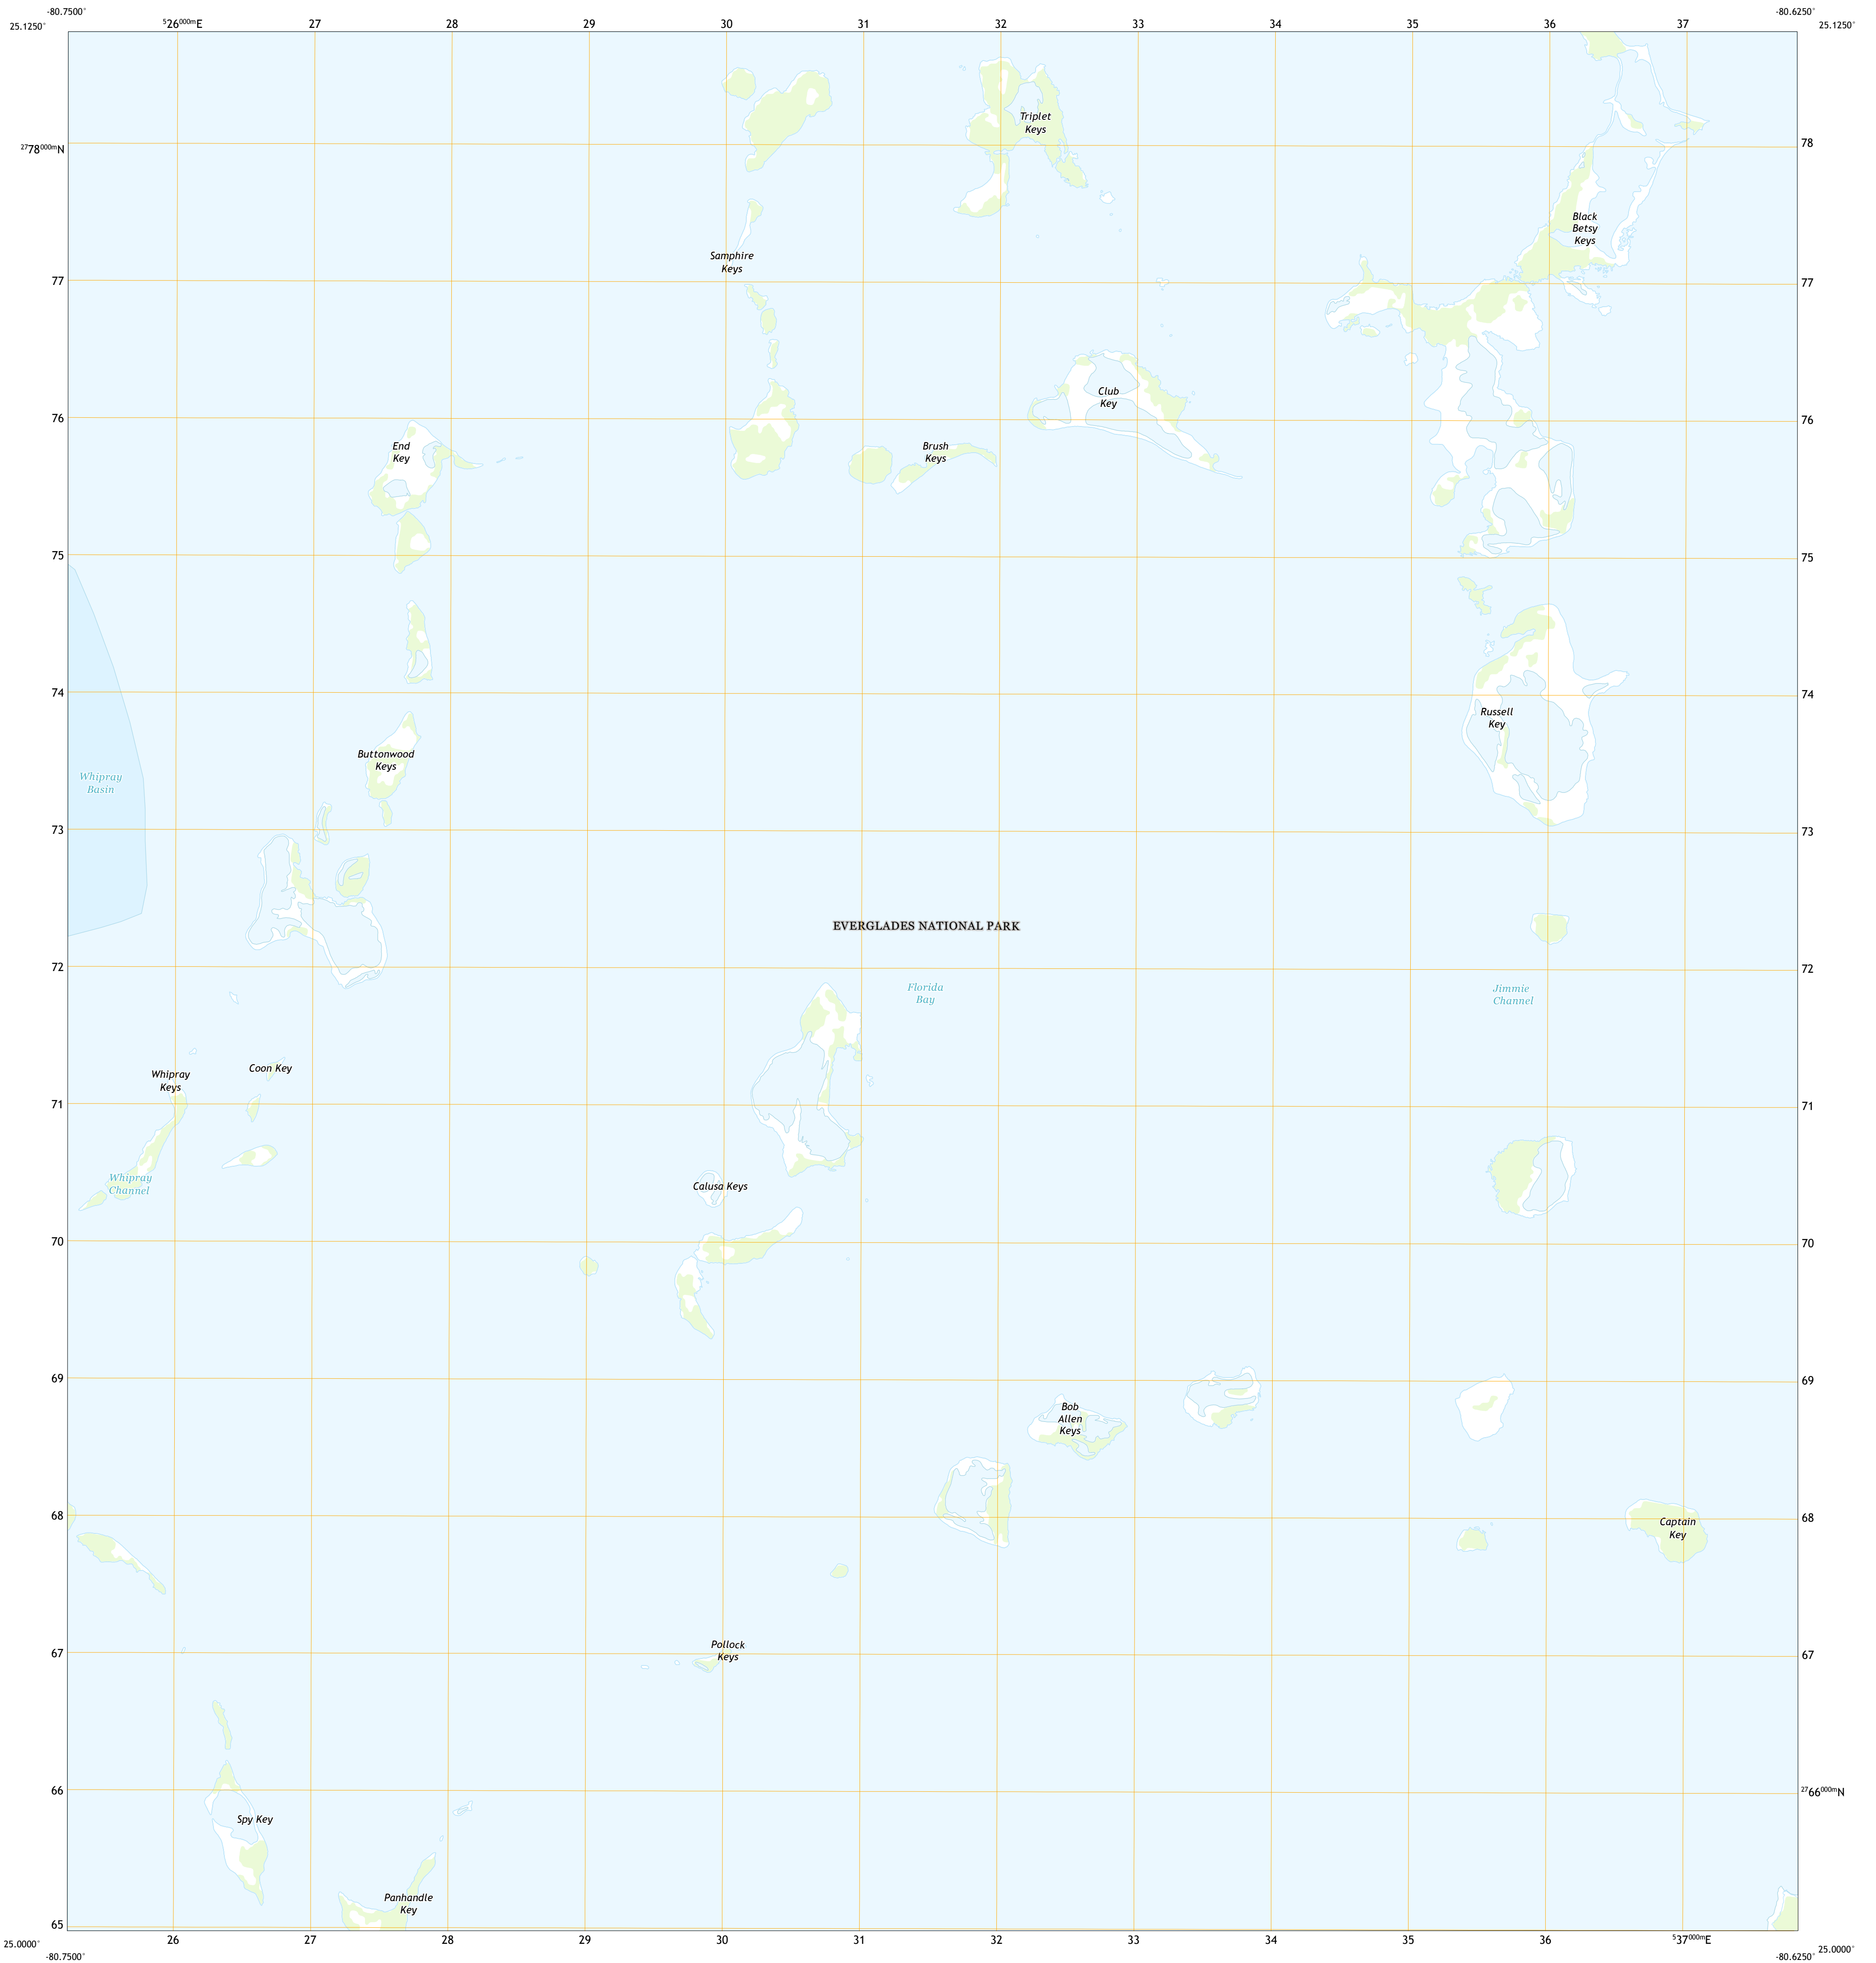 -80.7500°
-80.6250°
25.1250°
526000mE
27
28
29
30
31
32
33
34
35
36
37
25.1250°
Triplet
Keys
2778000mN
78
Black
Betsy
Keys
Samphire
Keys
77
77
Club
Key
76
76
End
Key
Brush
Keys
75
75
74
74
Russell
Key
Buttonwood
Keys
Whipray
Basin
73
73
EVERGLADES NATIONAL PARK
72
72
Florida
Bay
Jimmie
Channel
Coon Key
Whipray
Keys
71
71
Whipray
Channel
Calusa Keys
70
70
69
69
Bob
Allen
Keys
68
68
Captain
Key
Pollock
Keys
67
67
66
2766000mN
Spy Key
Panhandle
Key
65
25.0000°
26
27
28
29
30
31
32
33
34
35
36
537000mE
25.0000°
-80.7500°
-80.6250°